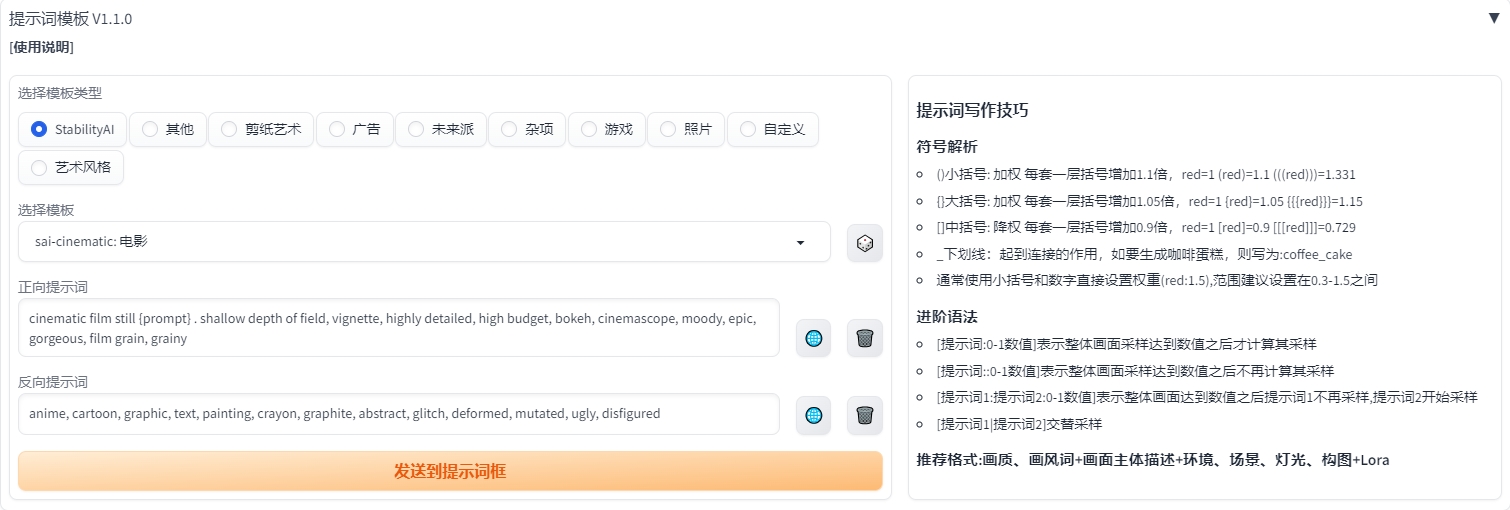 提示词模板 V1.1.0
▼
[使用说明]
选择模板类型
StabilityAI
其他
剪纸艺术
广告
未来派
杂项
游戏
照片
自定义
艺术风格
选择模板
sai-cinematic: 电影
正向提示词
cinematic film still {prompt} . shallow depth of field, vignette, highly detailed, high budget, bokeh, cinemascope, moody, epic,
gorgeous, film grain, grainy
反向提示词
anime, cartoon, graphic, text, painting, crayon, graphite, abstract, glitch, deformed, mutated, ugly, disfigured
发送到提示词框
提示词写作技巧
符号解析
()小括号: 加权 每套一层括号增加1.1倍，red=1 (red)=1.1 (((red)))=1.331
{}大括号: 加权 每套一层括号增加1.05倍，red=1 {red}=1.05 {{{red}}}=1.15
[]中括号: 降权 每套一层括号增加0.9倍，red=1 [red]=0.9 [[[red]]]=0.729
_下划线：起到连接的作用，如要生成咖啡蛋糕，则写为:coffee_cake
通常使用小括号和数字直接设置权重(red:1.5),范围建议设置在0.3-1.5之间
进阶语法
[提示词:0-1数值]表示整体画面采样达到数值之后才计算其采样
[提示词::0-1数值]表示整体画面采样达到数值之后不再计算其采样
[提示词1:提示词2:0-1数值]表示整体画面达到数值之后提示词1不再采样,提示词2开始采样
[提示词1|提示词2]交替采样
推荐格式:画质、画风词+画面主体描述+环境、场景、灯光、构图+Lora